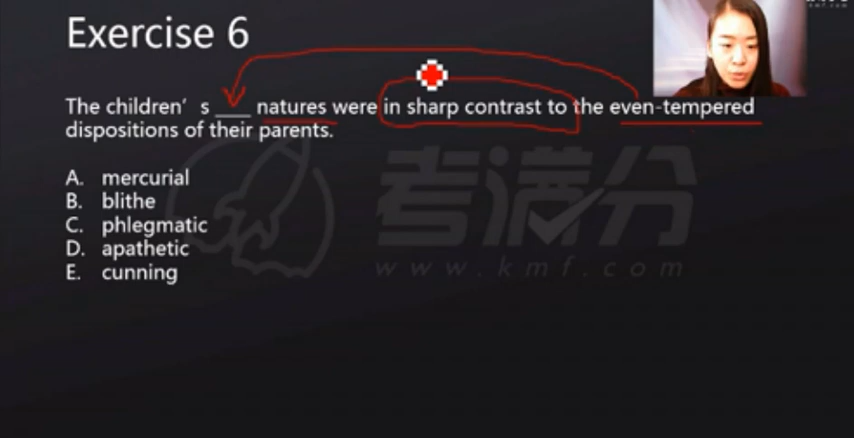 Exercise 6
The children's ___ natures were in sharp contrast to the even-tempered
dispositions of their parents.
A. mercurial
B. blithe
C. phlegmatic
D. apathetic
E. cunning
考满分
www.kmf.com